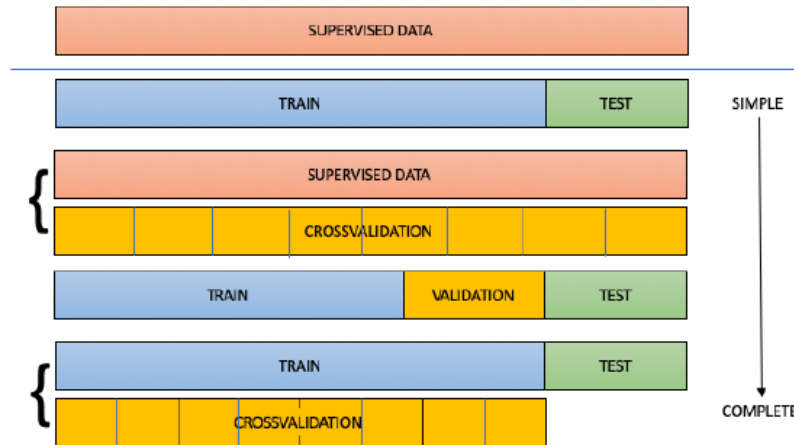 SUPERVISED DATA
TRAIN TEST SIMPLE
SUPERVISED DATA
CROSSVALIDATION
TRAIN VALIDATION TEST
TRAIN TEST
CROSSVALIDATION COMPLETE